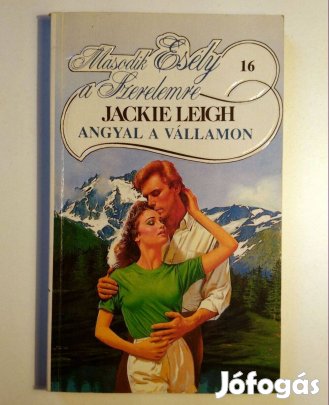 Második Esély
a Szerelemre
16
JACKIE LEIGH
ANGYAL A VÁLLAMON
Jófogás